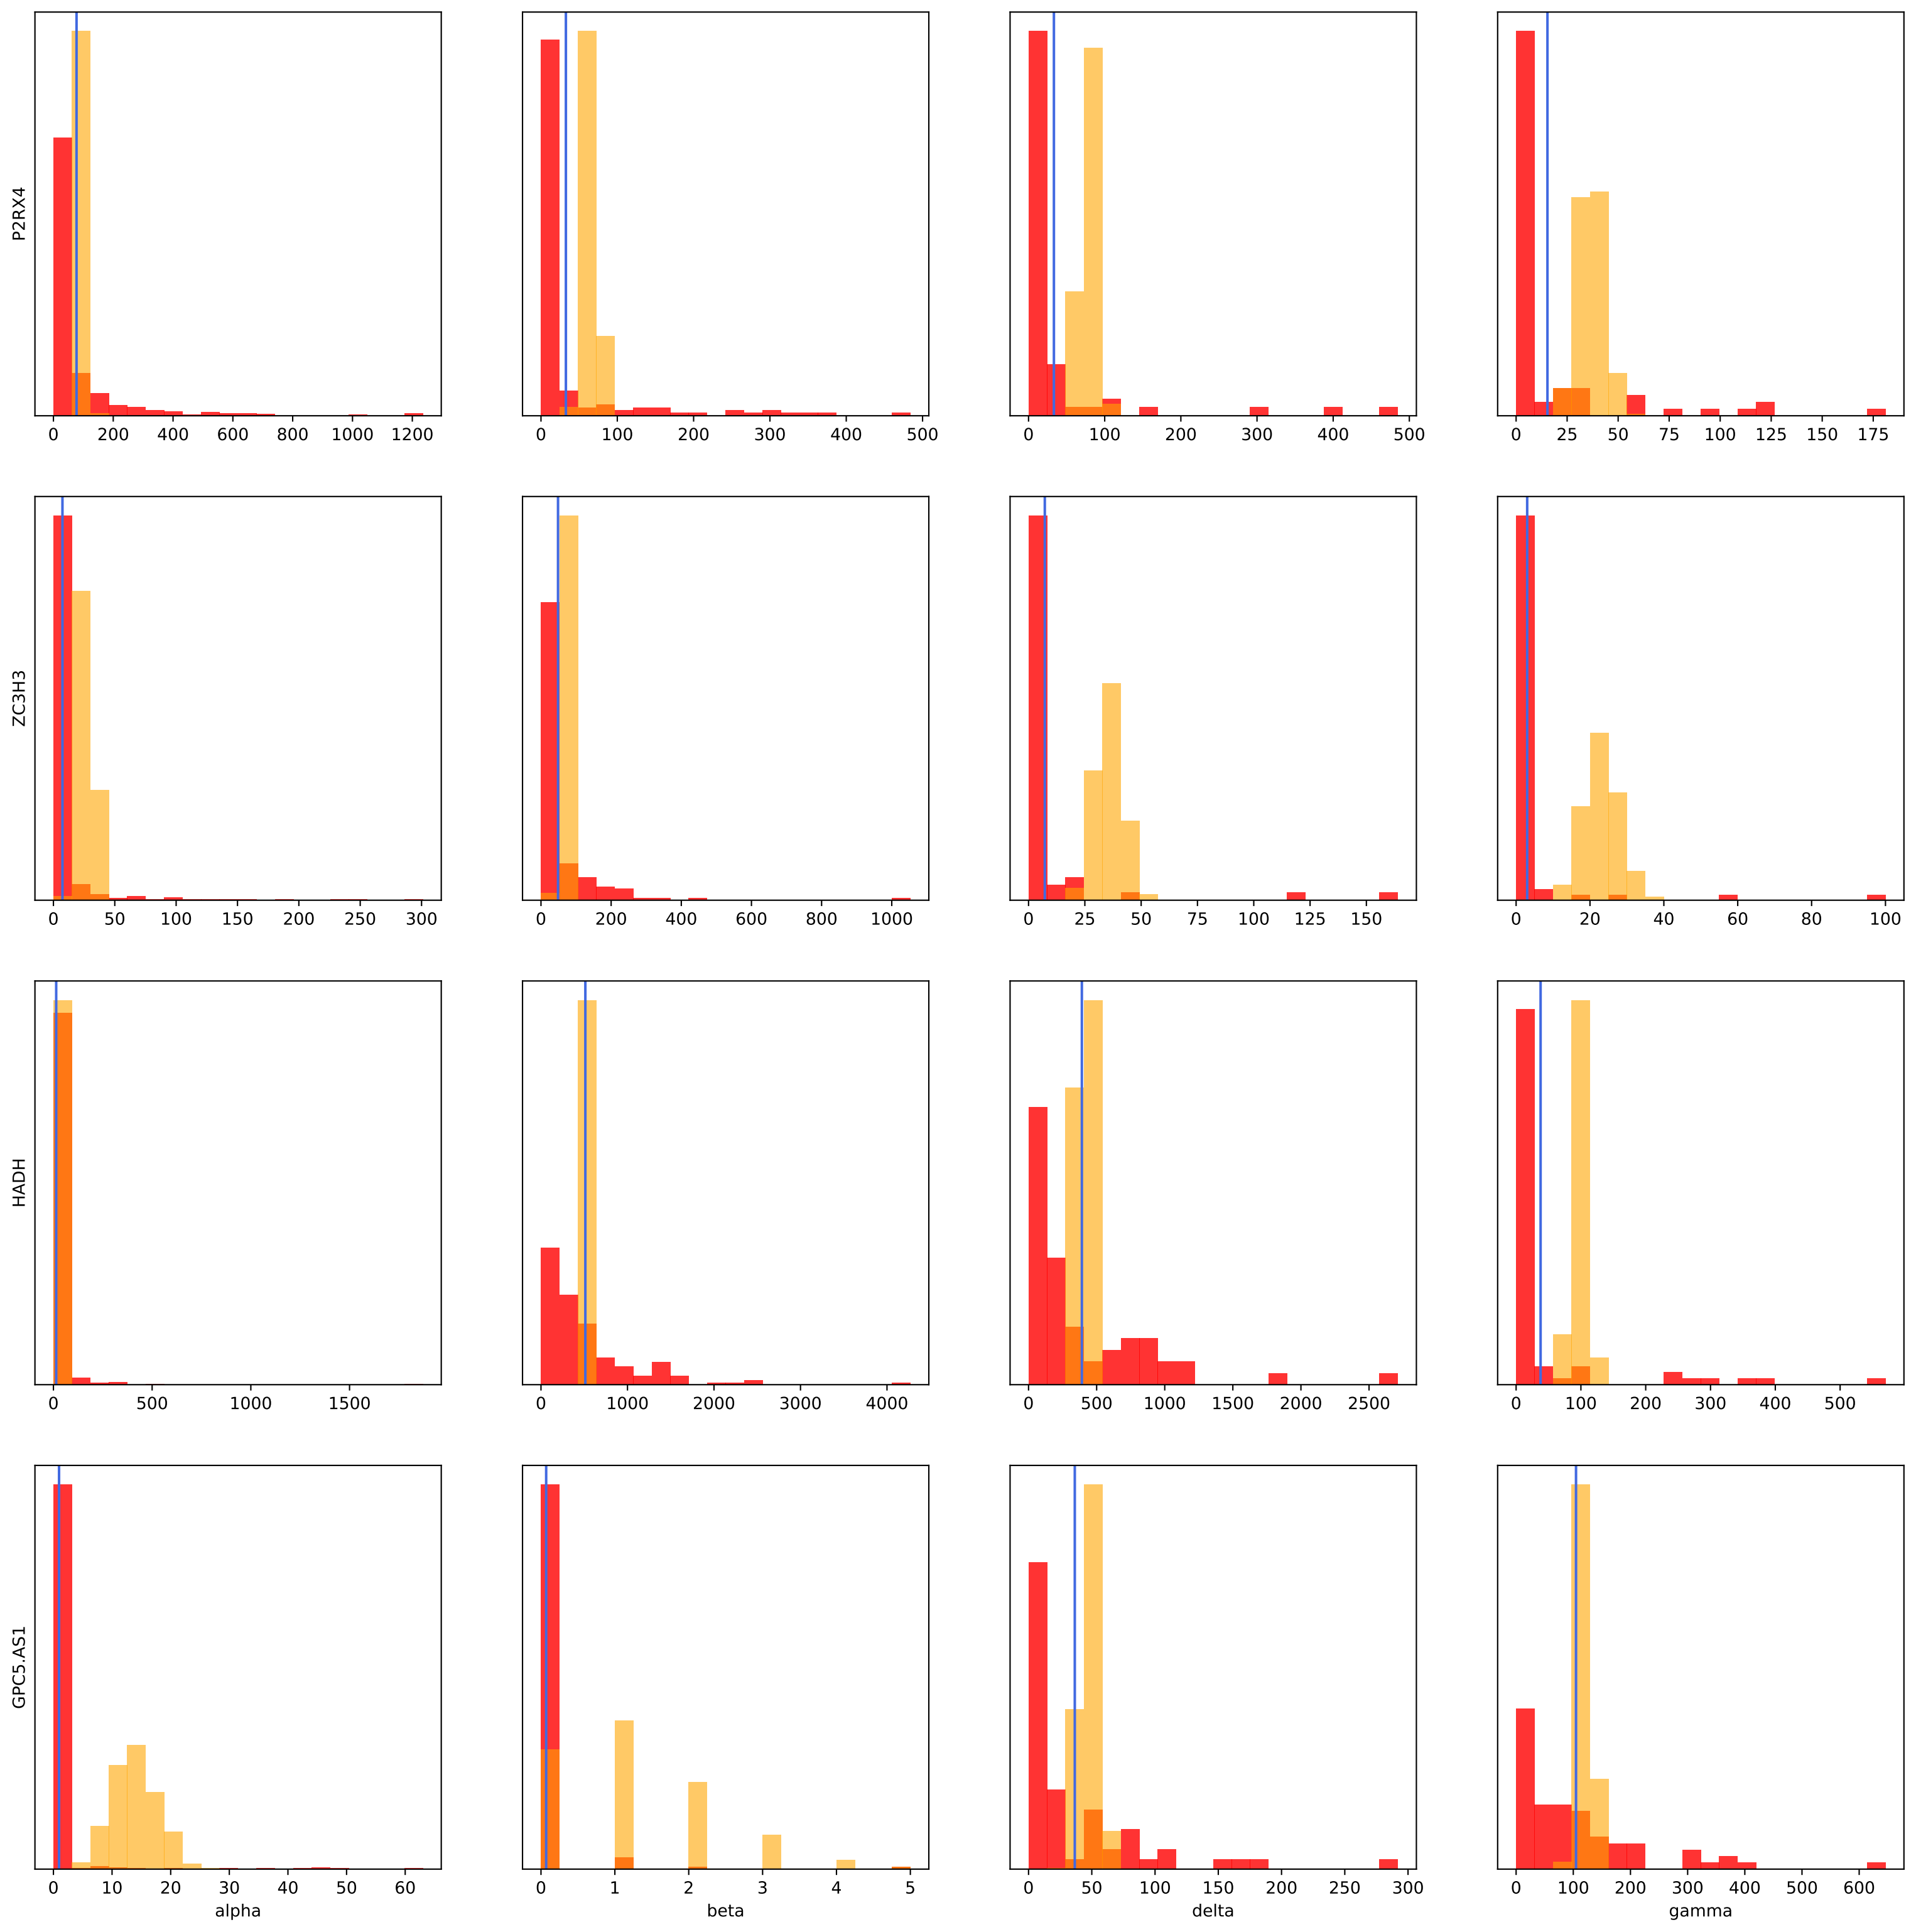 P2RX4
0 200 400 600 800 1000 1200
0 100 200 300 400 500
0 100 200 300 400 500
0 25 50 75 100 125 150 175
ZC3H3
0 50 100 150 200 250 300
0 200 400 600 800 1000
0 25 50 75 100 125 150
0 20 40 60 80 100
HADH
0 500 1000 1500
0 1000 2000 3000 4000
0 500 1000 1500 2000 2500
0 100 200 300 400 500
GPC5.AS1
0 10 20 30 40 50 60
alpha
0 1 2 3 4 5
beta
0 50 100 150 200 250 300
delta
0 100 200 300 400 500 600
gamma